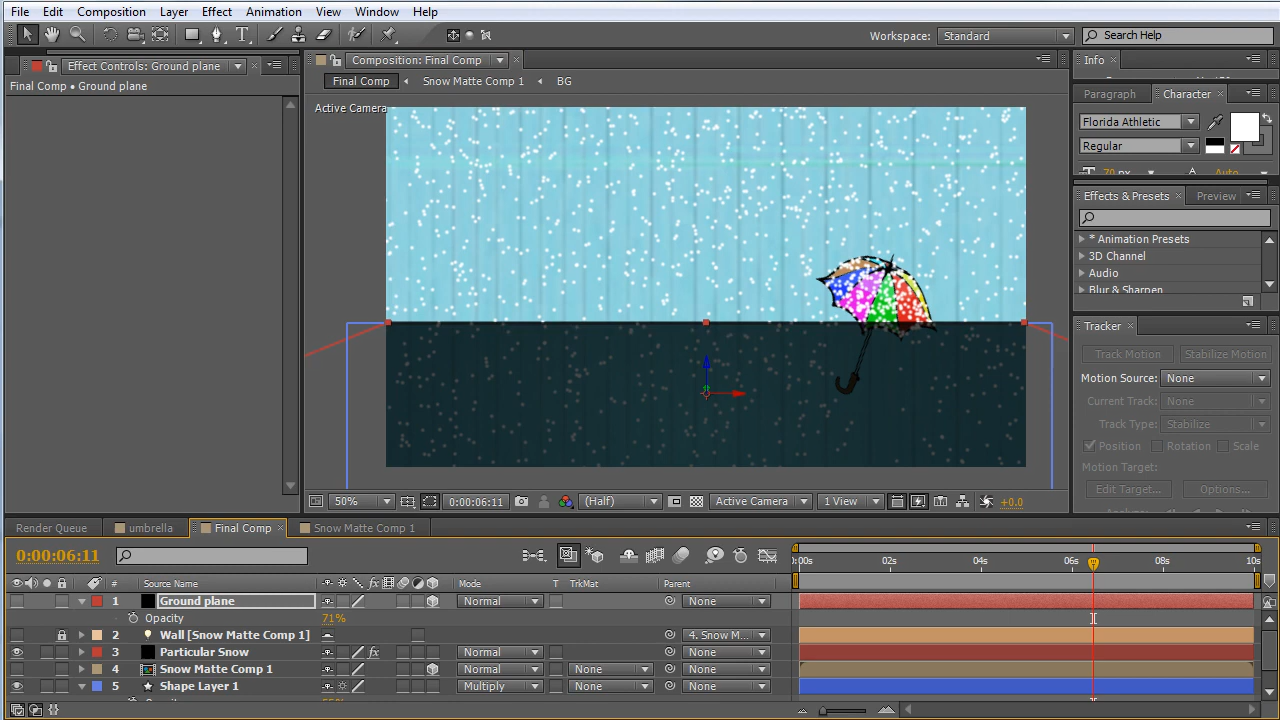 File Edit Composition Layer Effect Animation View Window Help
Workspace: Standard Search Help
Effect Controls: Ground plane
Final Comp • Ground plane
Composition: Final Comp
Final Comp Snow Matte Comp 1 BG
Active Camera
50% 0:00:06:11 (Half) Active Camera 1 View +0.0
Info
Paragraph Character
Florida Athletic
Regular
70 px Auto
Effects & Presets Preview
* Animation Presets
3D Channel
Audio
Blur & Sharpen
Tracker
Track Motion Stabilize Motion
Motion Source: None
Current Track: None
Track Type: Stabilize
Position Rotation Scale
Motion Target:
Edit Target... Options...
Render Queue umbrella Final Comp Snow Matte Comp 1
0:00:06:11
# Source Name fx Mode T TrkMat Parent
:00s 02s 04s 06s 08s 10s
1 Ground plane Normal None
Opacity 71%
2 Wall [Snow Matte Comp 1] 4. Snow M...
3 Particular Snow fx Normal None
4 Snow Matte Comp 1 Normal None None
5 Shape Layer 1 Multiply None None